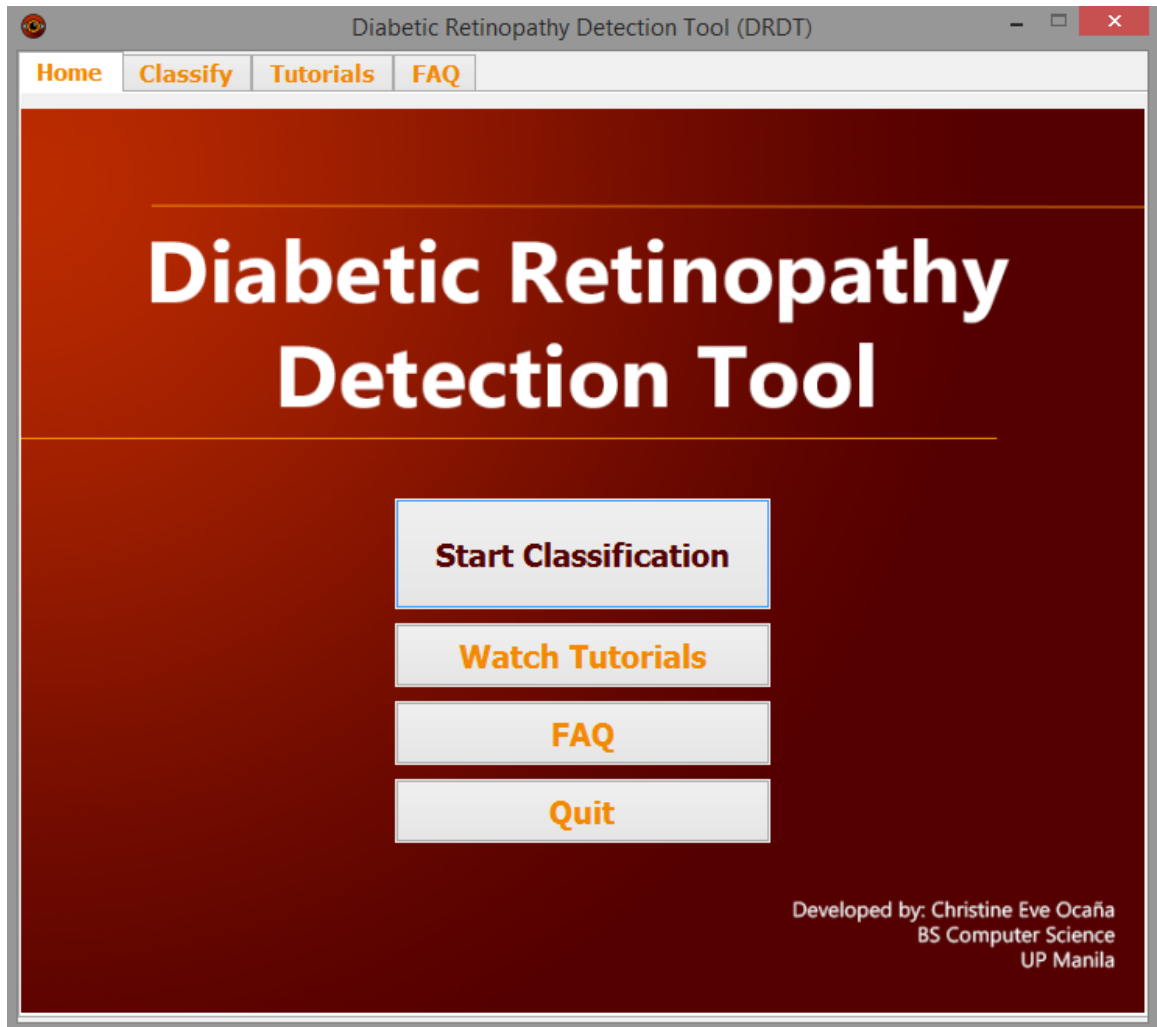 Diabetic Retinopathy Detection Tool (DRDT)
Home Classify Tutorials FAQ
Diabetic Retinopathy
Detection Tool
Start Classification
Watch Tutorials
FAQ
Quit
Developed by: Christine Eve Ocaña
BS Computer Science
UP Manila